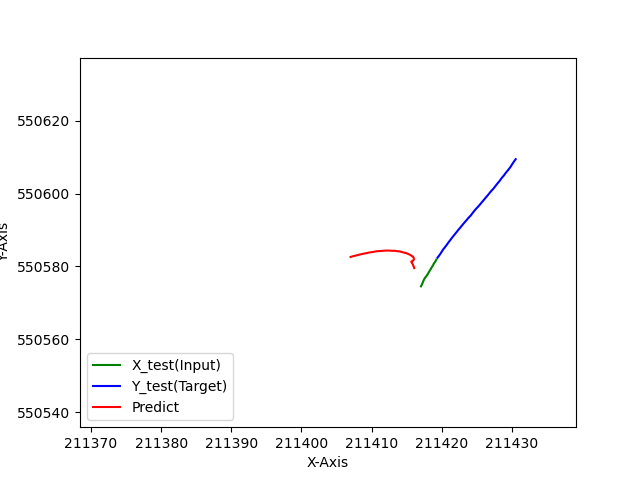 550620
550600
550580
550560
550540
Y-Axis
X_test(Input)
Y_test(Target)
Predict
211370 211380 211390 211400 211410 211420 211430
X-Axis